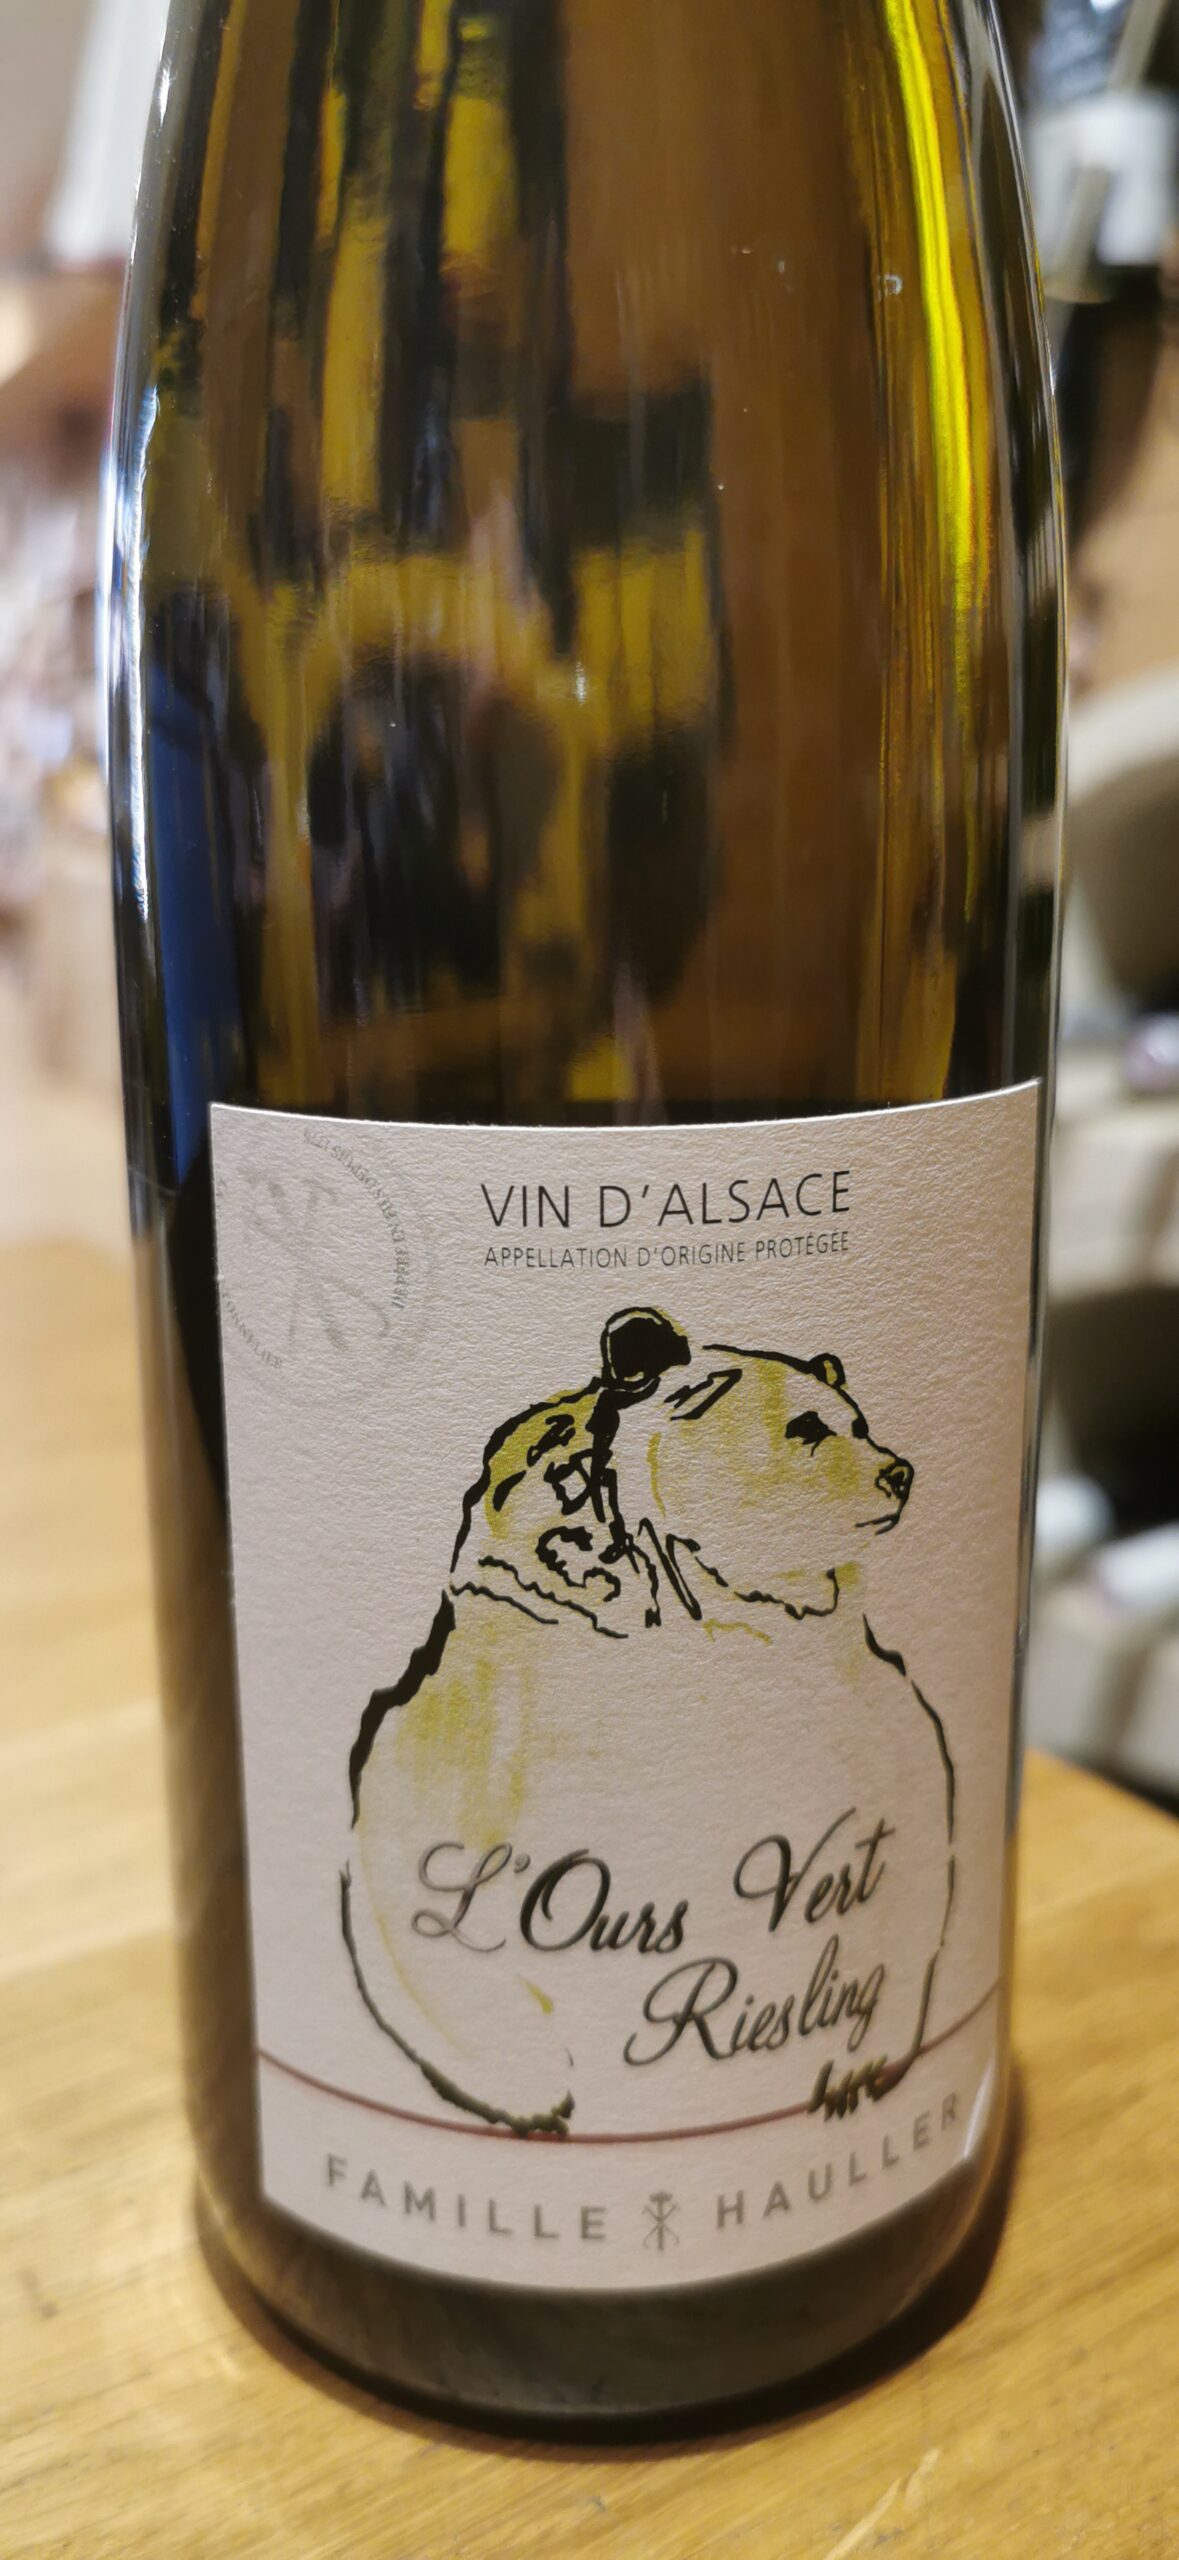 VIN D'ALSACE
APPELLATION D'ORIGINE PROTÉGÉE
L'Ours Vert
Riesling
FAMILLE HAULLER